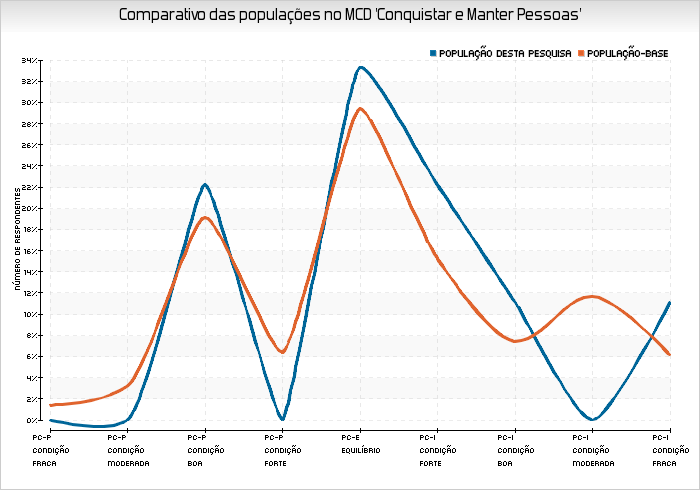 Comparativo das populações no MCD 'Conquistar e Manter Pessoas'
POPULAÇÃO DESTA PESQUISA
POPULAÇÃO-BASE
NÚMERO DE RESPONDENTES
34%
32%
30%
28%
26%
24%
22%
20%
18%
16%
14%
12%
10%
8%
6%
4%
2%
0%
PC-P
CONDIÇÃO
FRACA
PC-P
CONDIÇÃO
MODERADA
PC-P
CONDIÇÃO
BOA
PC-P
CONDIÇÃO
FORTE
PC-E
EQUILÍBRIO
PC-I
CONDIÇÃO
FORTE
PC-I
CONDIÇÃO
BOA
PC-I
CONDIÇÃO
MODERADA
PC-I
CONDIÇÃO
FRACA